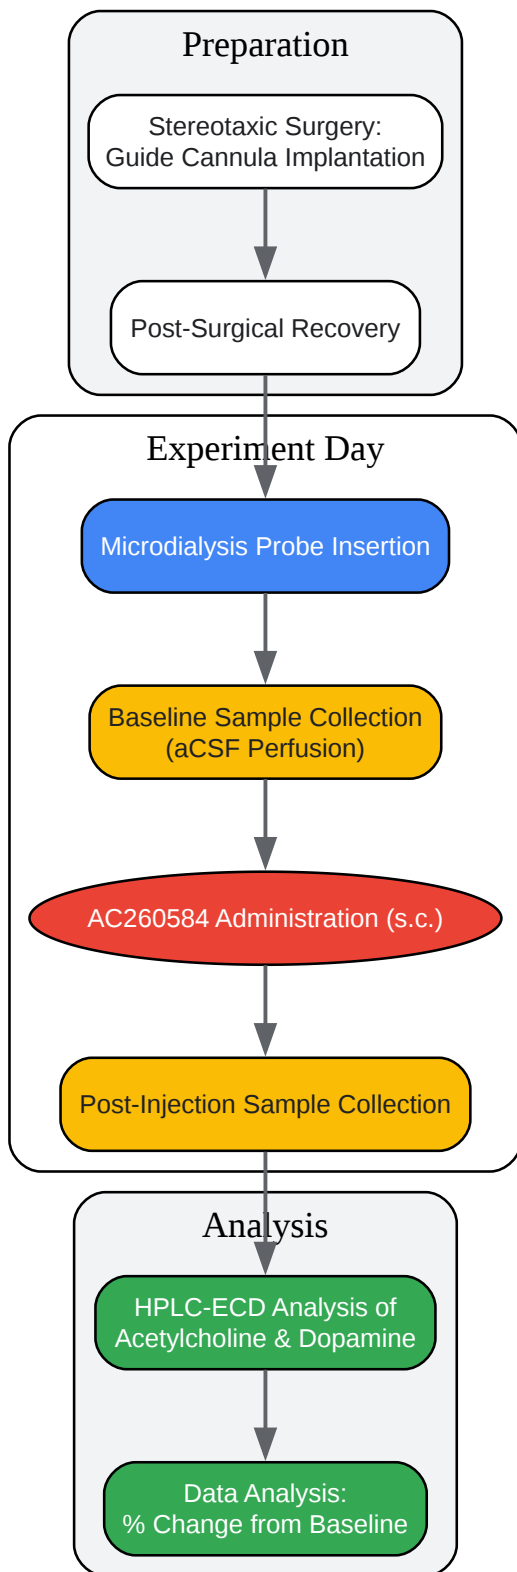 Preparation
Stereotaxic Surgery:
Guide Cannula Implantation
Post-Surgical Recovery
Experiment Day
Microdialysis Probe Insertion
Baseline Sample Collection
(aCSF Perfusion)
AC260584 Administration (s.c.)
Post-Injection Sample Collection
Analysis
HPLC-ECD Analysis of
Acetylcholine & Dopamine
Data Analysis:
% Change from Baseline